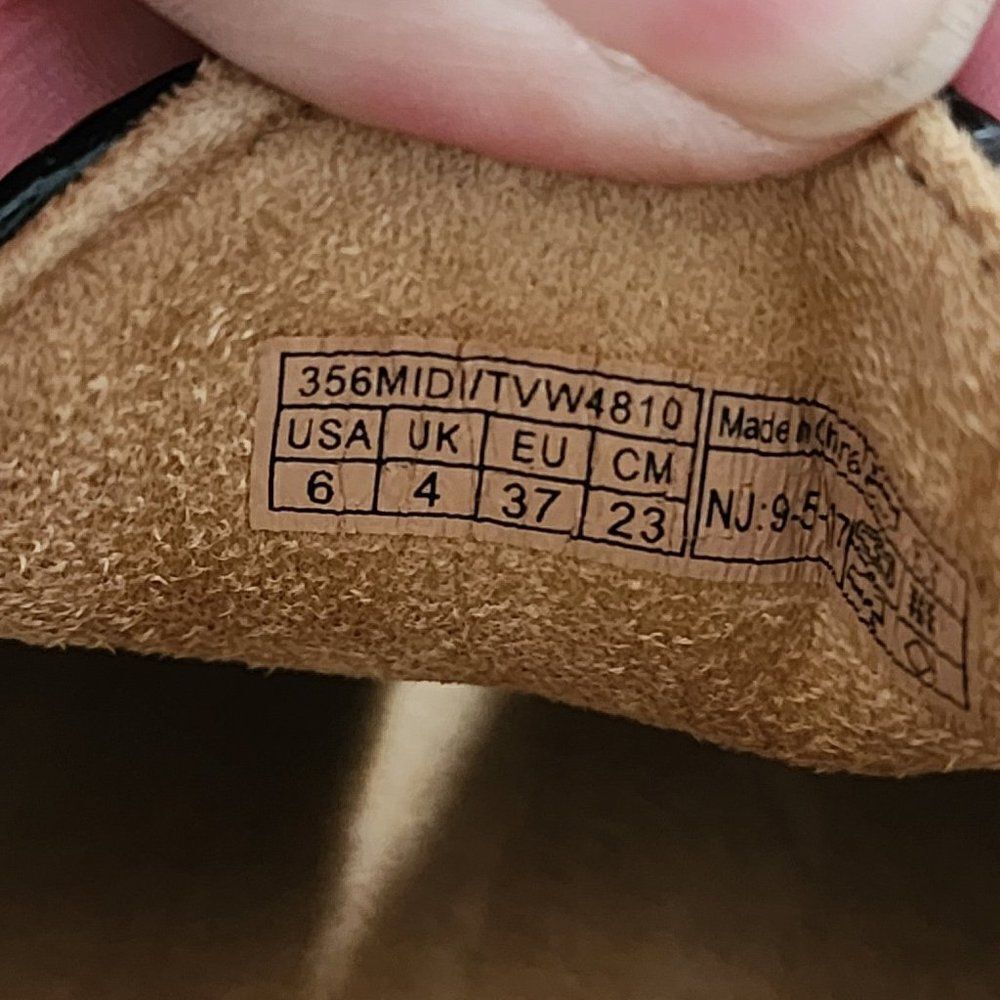 356MIDI/TVW4810
USA UK EU CM
6 4 37 23
Made in China
NJ: 9-5-17